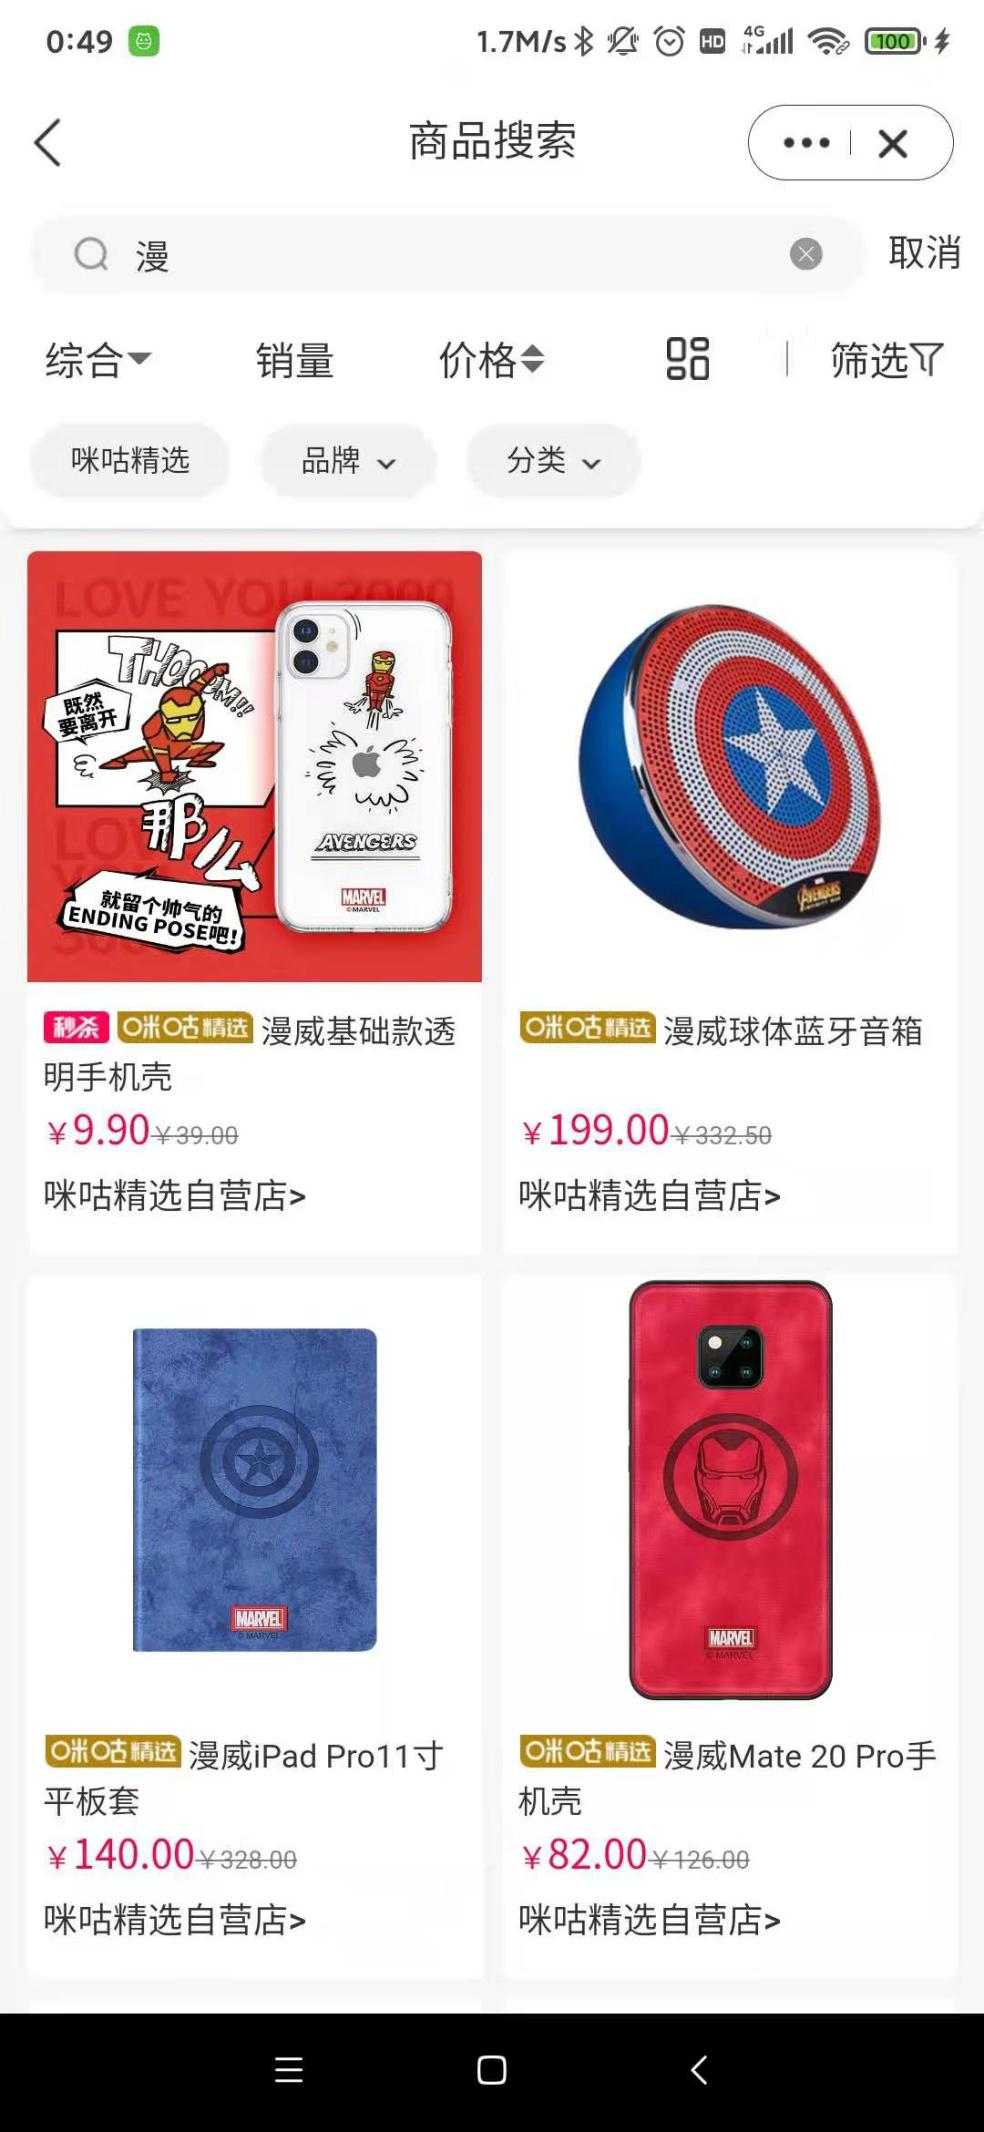 0:49
1.7M/s
HD
4G
100
商品搜索
漫
取消
综合
销量
价格
筛选
咪咕精选
品牌
分类
LOVE YOU 3000
THOOOM!!
既然
要离开
那么
就留个帅气的
ENDING POSE吧!
AVENGERS
MARVEL
©MARVEL
AVENGERS
秒杀 咪咕精选 漫威基础款透
明手机壳
¥9.90 ¥39.00
咪咕精选自营店>
咪咕精选 漫威球体蓝牙音箱
¥199.00 ¥332.50
咪咕精选自营店>
MARVEL
© MARVEL
MARVEL
© MARVEL
咪咕精选 漫威iPad Pro11寸
平板套
¥140.00 ¥328.00
咪咕精选自营店>
咪咕精选 漫威Mate 20 Pro手
机壳
¥82.00 ¥126.00
咪咕精选自营店>